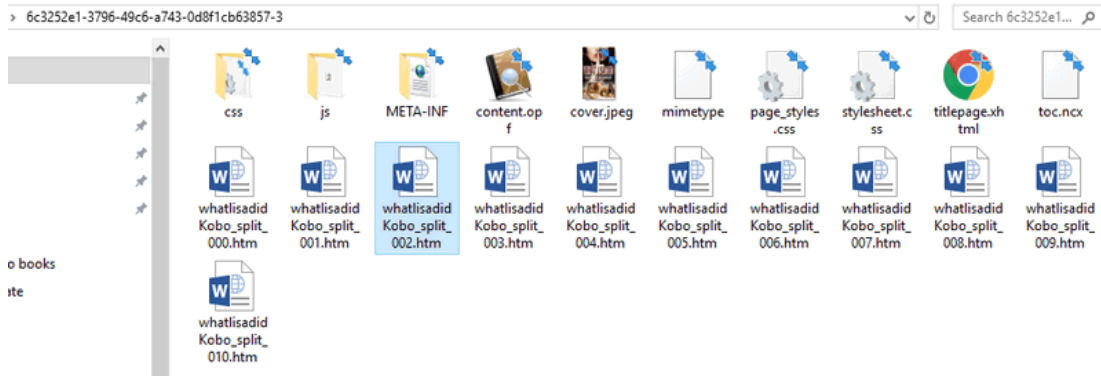 6c3252e1-3796-49c6-a743-0d8f1cb63857-3
Search 6c3252e1...
css
js
META-INF
content.op
f
cover.jpeg
mimetype
page_styles
.css
stylesheet.c
ss
titlepage.xh
tml
toc.ncx
whatlisadid
Kobo_split_
000.htm
whatlisadid
Kobo_split_
001.htm
whatlisadid
Kobo_split_
002.htm
whatlisadid
Kobo_split_
003.htm
whatlisadid
Kobo_split_
004.htm
whatlisadid
Kobo_split_
005.htm
whatlisadid
Kobo_split_
006.htm
whatlisadid
Kobo_split_
007.htm
whatlisadid
Kobo_split_
008.htm
whatlisadid
Kobo_split_
009.htm
o books
ate
whatlisadid
Kobo_split_
010.htm